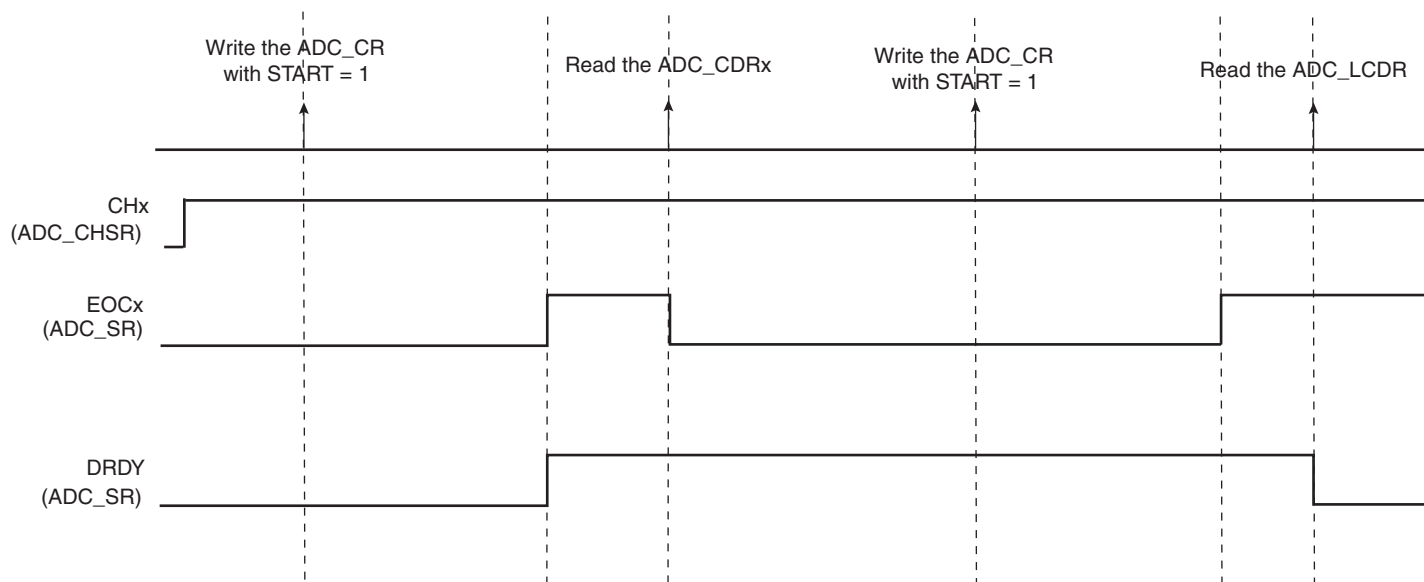 Write the ADC_CR
with START = 1
Read the ADC_CDRx
Write the ADC_CR
with START = 1
Read the ADC_LCDR
CHx
(ADC_CHSR)
EOCx
(ADC_SR)
DRDY
(ADC_SR)